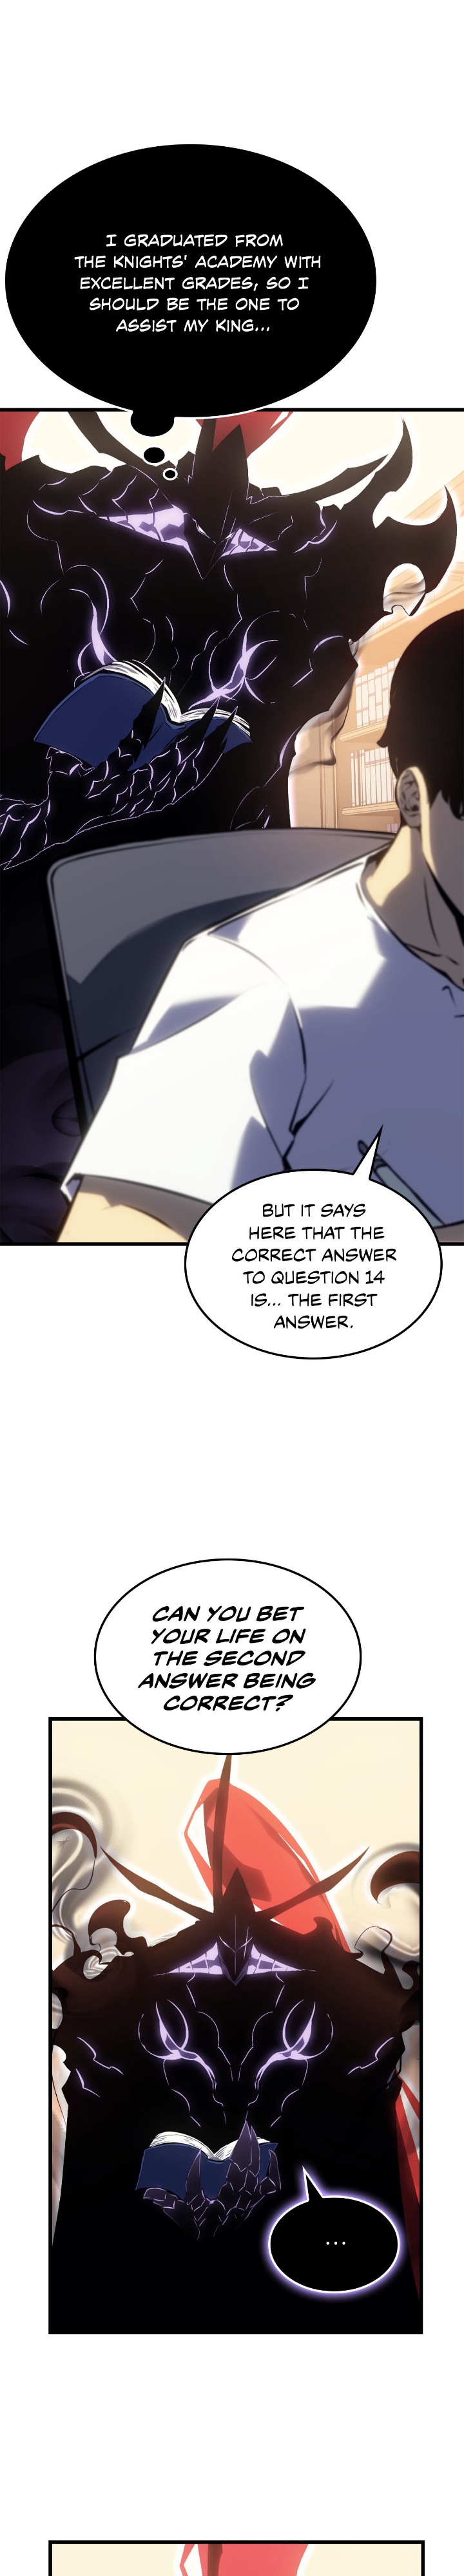 I GRADUATED FROM
THE KNIGHTS' ACADEMY WITH
EXCELLENT GRADES, SO I
SHOULD BE THE ONE TO
ASSIST MY KING...
BUT IT SAYS
HERE THAT THE
CORRECT ANSWER
TO QUESTION 14
IS... THE FIRST
ANSWER.
CAN YOU BET
YOUR LIFE ON
THE SECOND
ANSWER BEING
CORRECT?
...